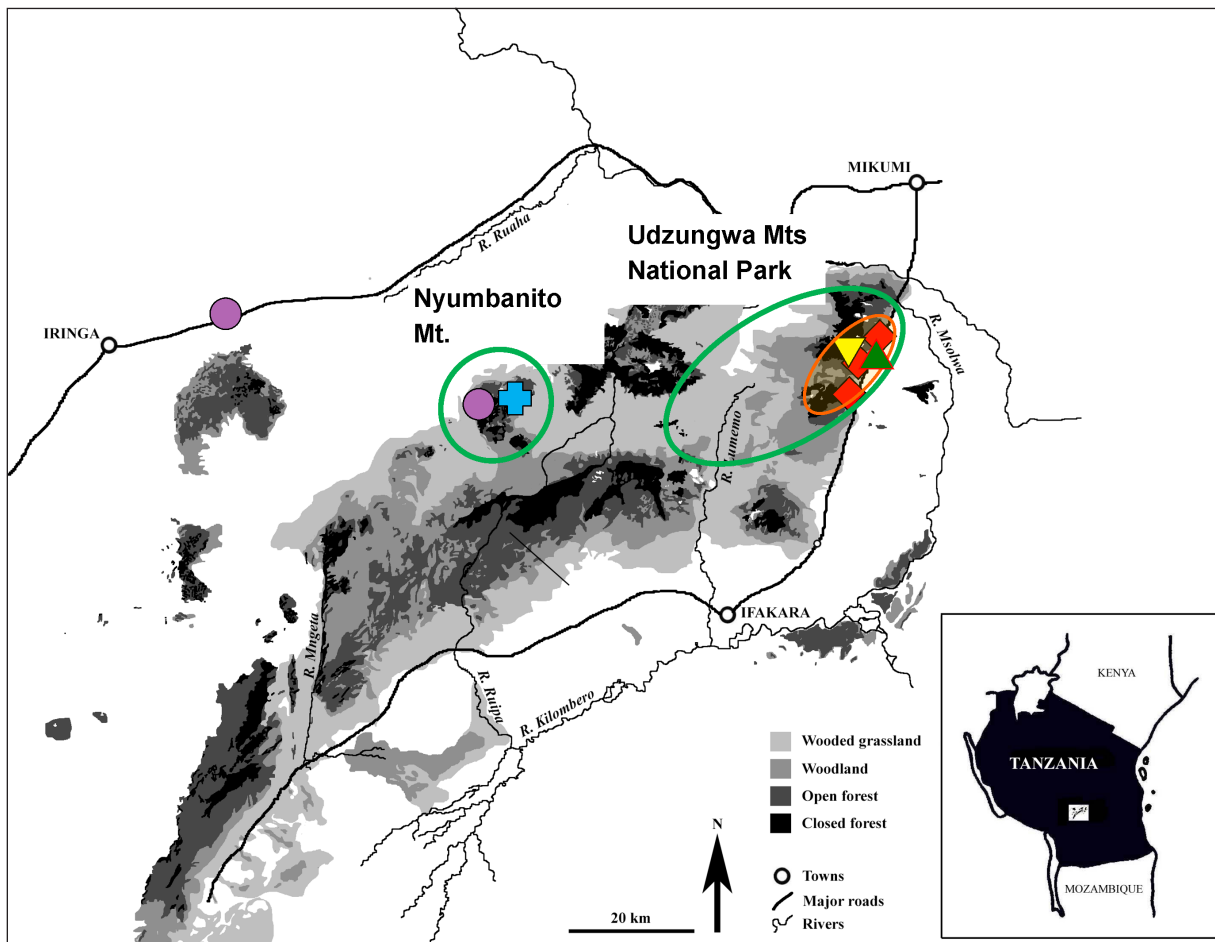 MIKUMI
Udzungwa Mts
National Park
R. Ruaha
Nyumbanito
Mt.
IRINGA
R. Msolwa
R. Lumemo
IFAKARA
R. Mngeta
R. Ruipa
R. Kilombero
Wooded grassland
Woodland
Open forest
Closed forest
N
Towns
Major roads
Rivers
20 km
KENYA
TANZANIA
MOZAMBIQUE